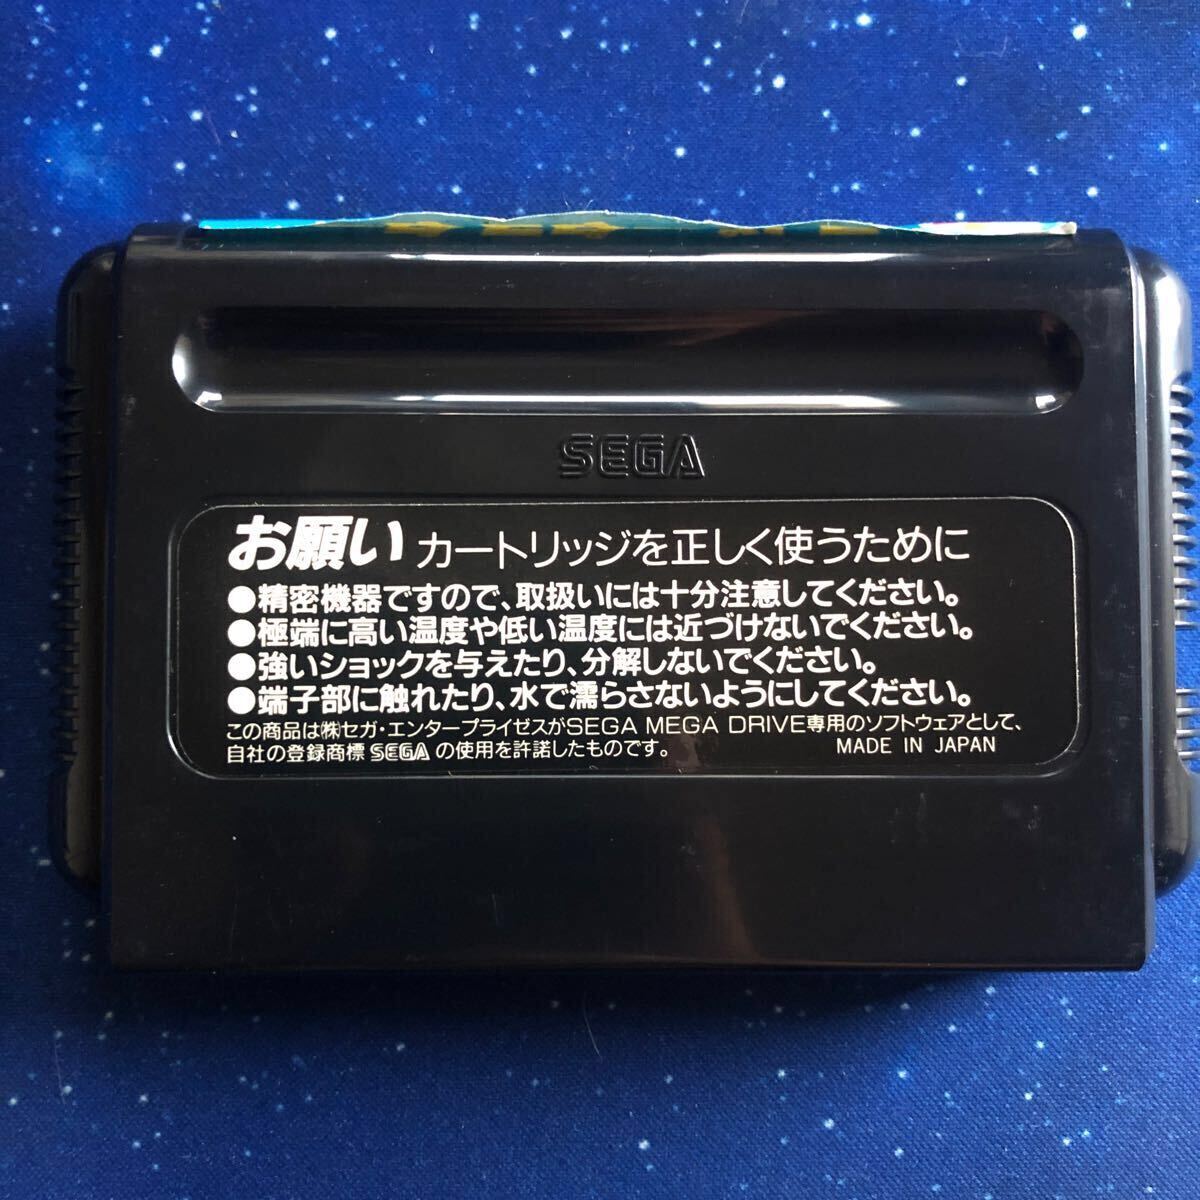 SEGA
お願い カートリッジを正しく使うために
●精密機器ですので、取扱いには十分注意してください。
●極端に高い温度や低い温度には近づけないでください。
●強いショックを与えたり、分解しないでください。
●端子部に触れたり、水で濡らさないようにしてください。
この商品は㈱セガ・エンタープライゼスがSEGA MEGA DRIVE専用のソフトウェアとして、
自社の登録商標 SEGA の使用を許諾したものです。 MADE IN JAPAN